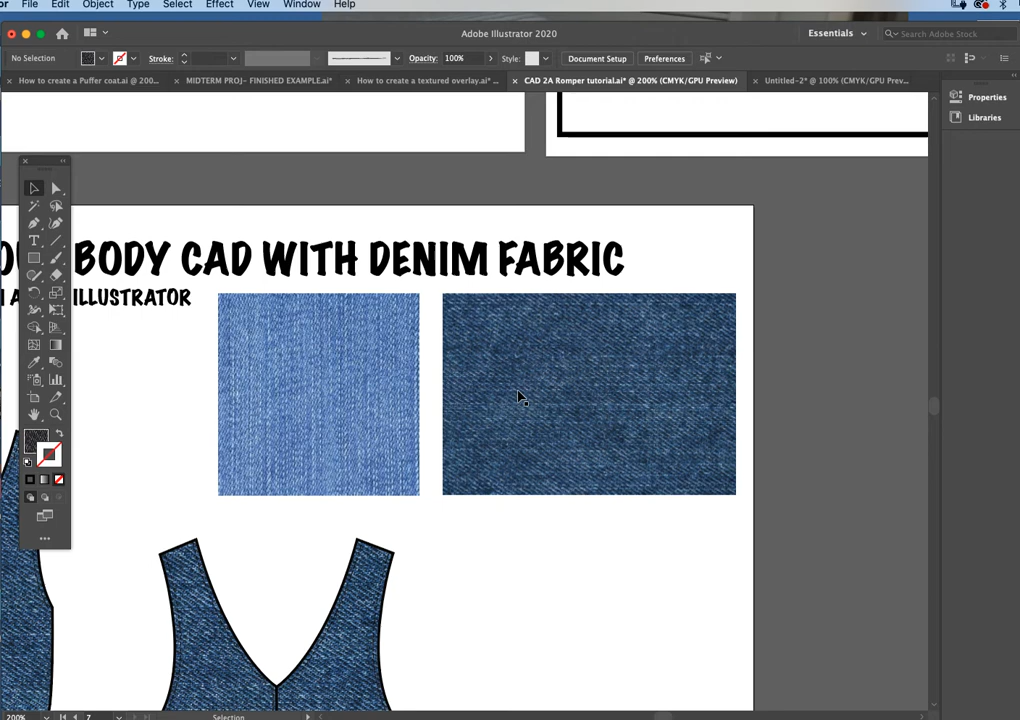 File Edit Object Type Select Effect View Window Help
Adobe Illustrator 2020
Essentials
Search Adobe Stock
No Selection Stroke: Opacity: 100% Style: Document Setup Preferences
How to create a Puffer coat.ai @ 200... MIDTERM PROJ- FINISHED EXAMPLE.ai* How to create a textured overlay.ai* ... CAD 2A Romper tutorial.ai* @ 200% (CMYK/GPU Preview) Untitled-2* @ 100% (CMYK/GPU Prev...
Properties
Libraries
BODY CAD WITH DENIM FABRIC
ILLUSTRATOR
200% 7 Selection